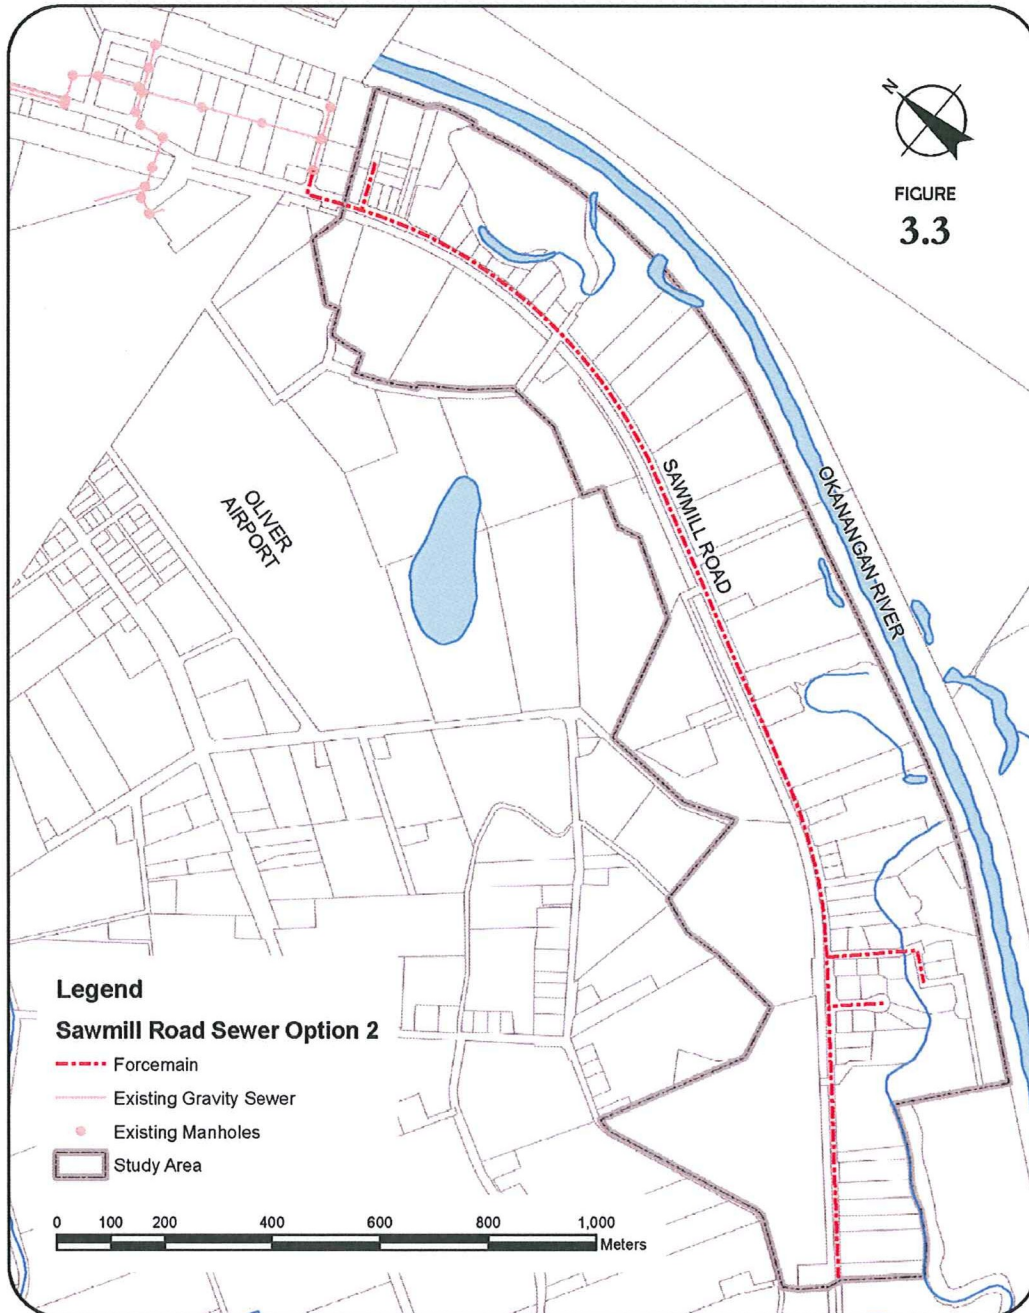 N
FIGURE
3.3
OLIVER
AIRPORT
SAWMILL ROAD
OKANANGAN RIVER
Legend
Sawmill Road Sewer Option 2
Forcemain
Existing Gravity Sewer
Existing Manholes
Study Area
0 100 200 400 600 800 1,000
Meters